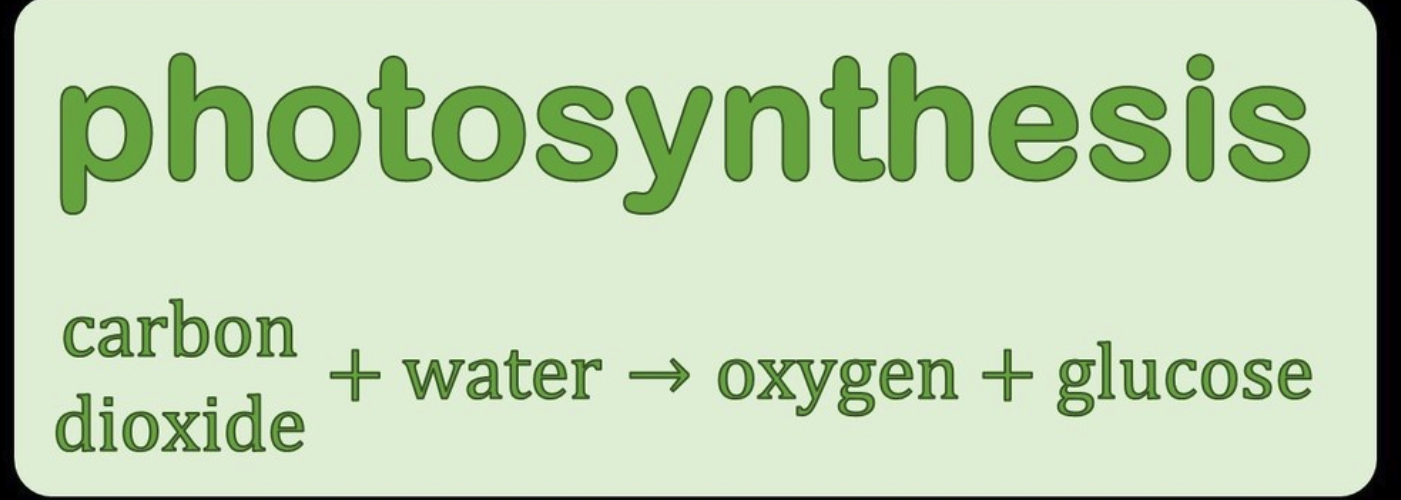 photosynthesis
carbon
dioxide + water → oxygen + glucose